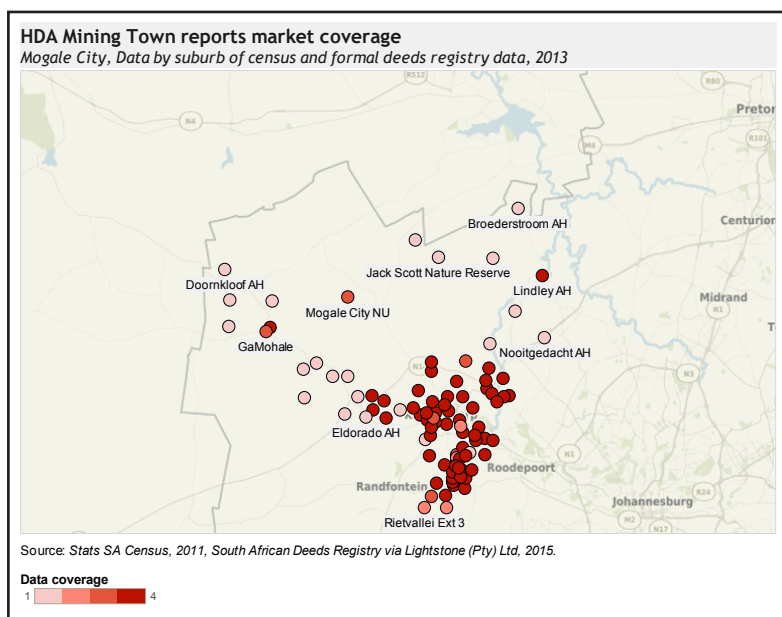 HDA Mining Town reports market coverage
Mogale City, Data by suburb of census and formal deeds registry data, 2013
R512
R80
N4
Pretor
R101
M6
Broederstroom AH
Centurion
Jack Scott Nature Reserve
Doornkloof AH
Lindley AH
Mogale City NU
Midrand
N1
T
GaMohale
Nooitgedacht AH
N1
N3
Eldorado AH
N1
Roodepoort
Randfontein
R24
Johannesburg
M2
N17
Rietvallei Ext 3
Source: Stats SA Census, 2011, South African Deeds Registry via Lightstone (Pty) Ltd, 2015.
Data coverage
1 4